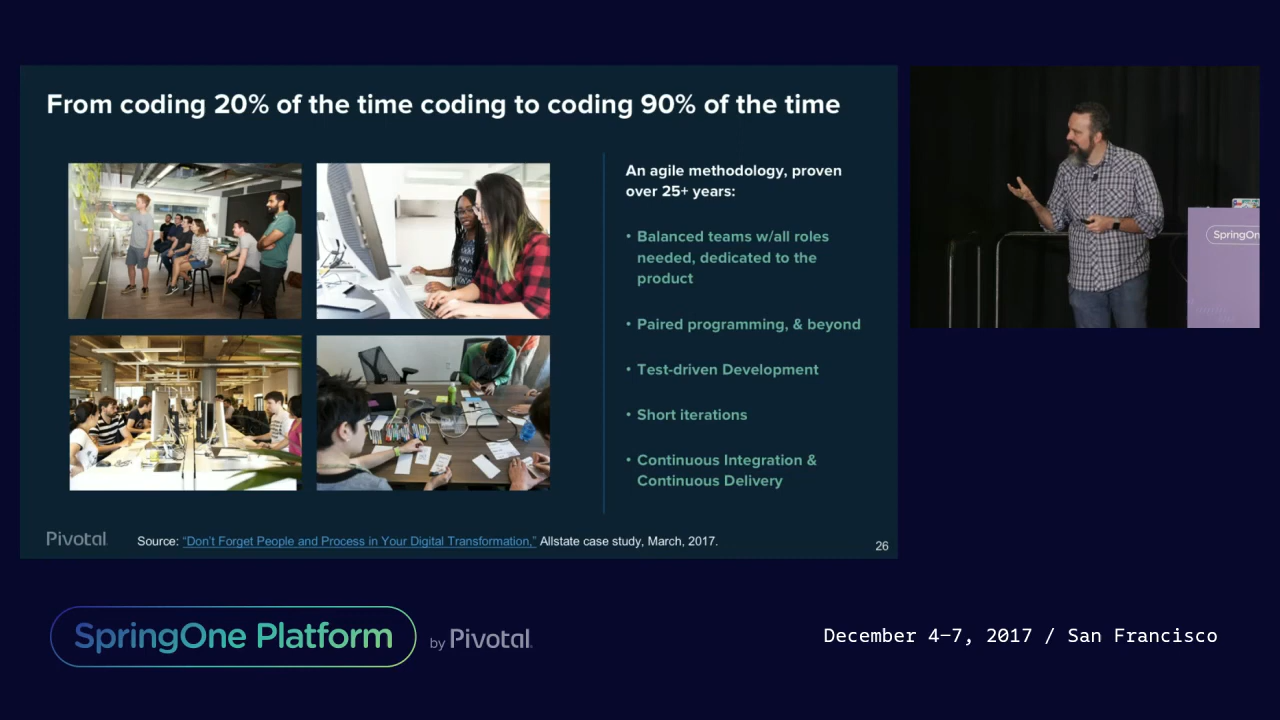 From coding 20% of the time coding to coding 90% of the time
An agile methodology, proven
over 25+ years:
• Balanced teams w/all roles
needed, dedicated to the
product
• Paired programming, & beyond
• Test-driven Development
• Short iterations
• Continuous Integration &
Continuous Delivery
Pivotal
Source: “Don’t Forget People and Process in Your Digital Transformation,” Allstate case study, March, 2017.
26
SpringOn
SpringOne Platform
by Pivotal.
December 4–7, 2017 / San Francisco